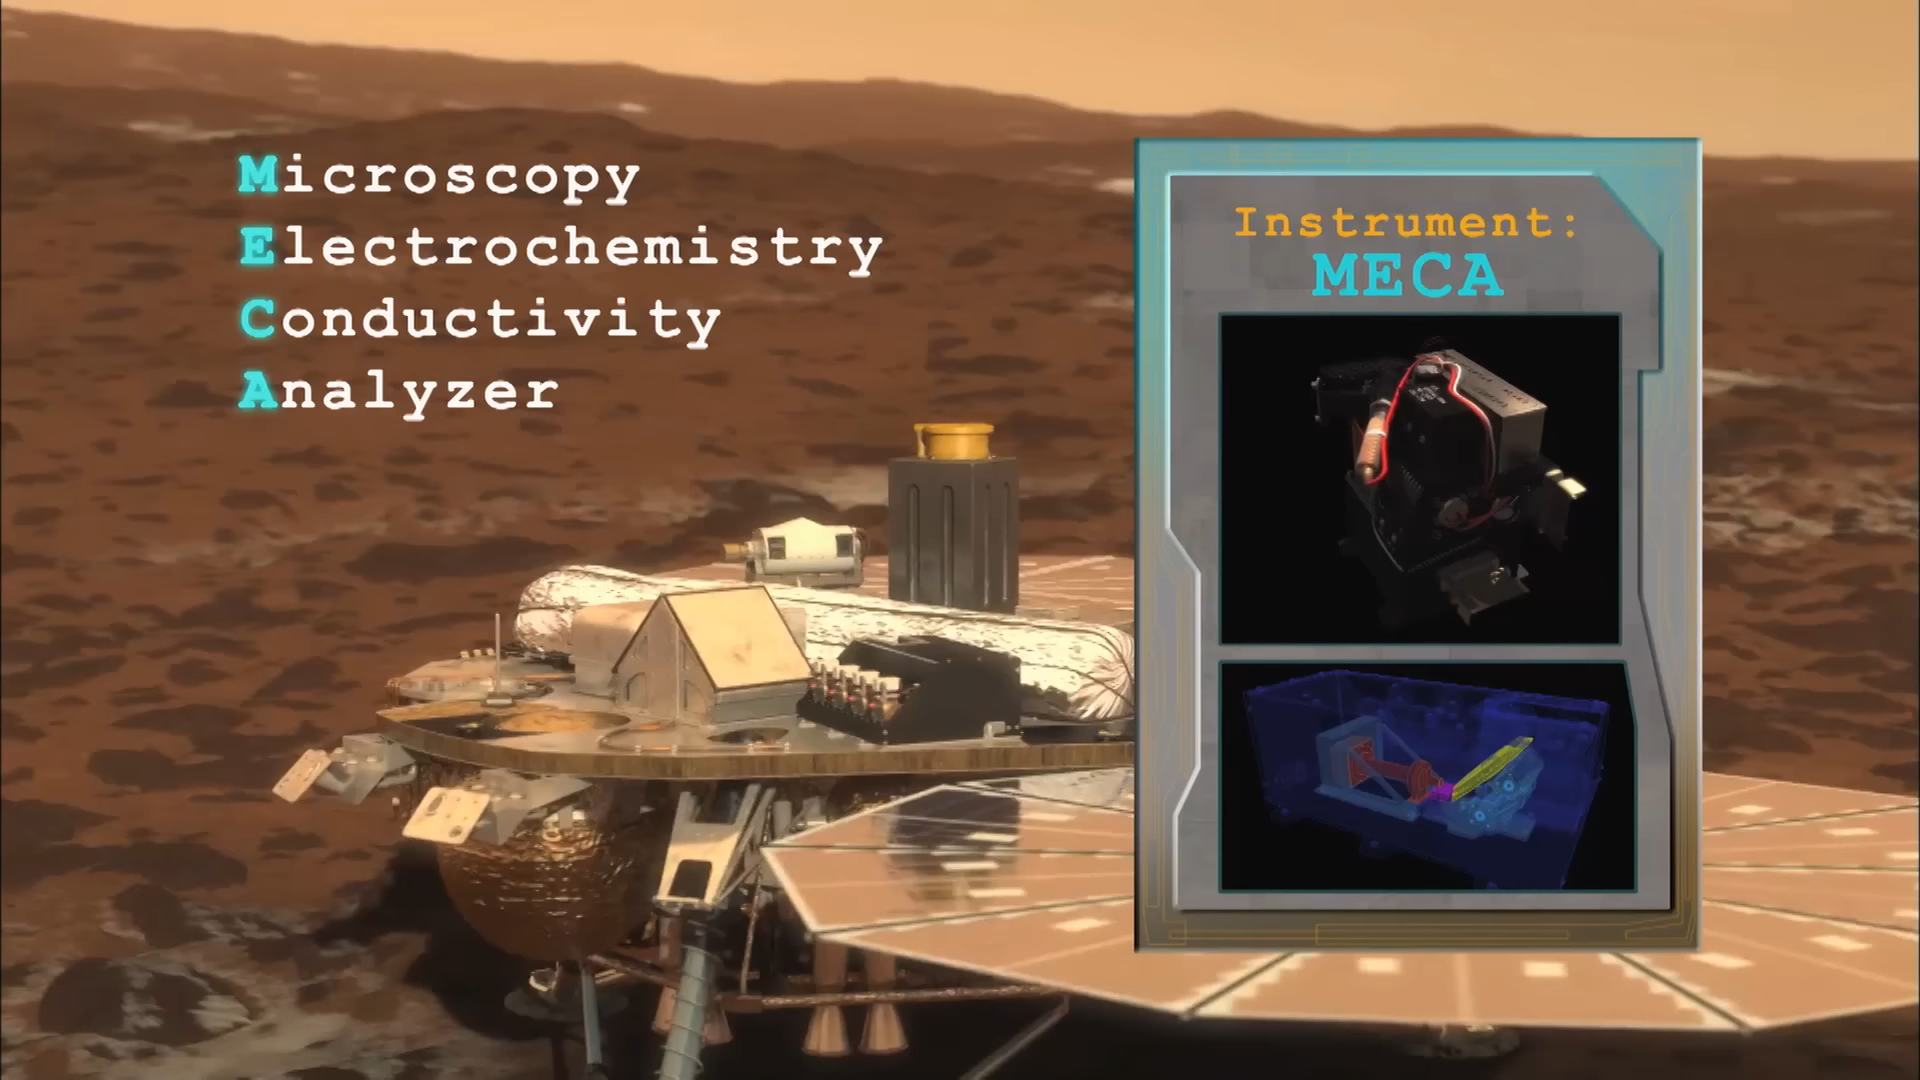 Microscopy
Electrochemistry
Conductivity
Analyzer
Instrument:
MECA